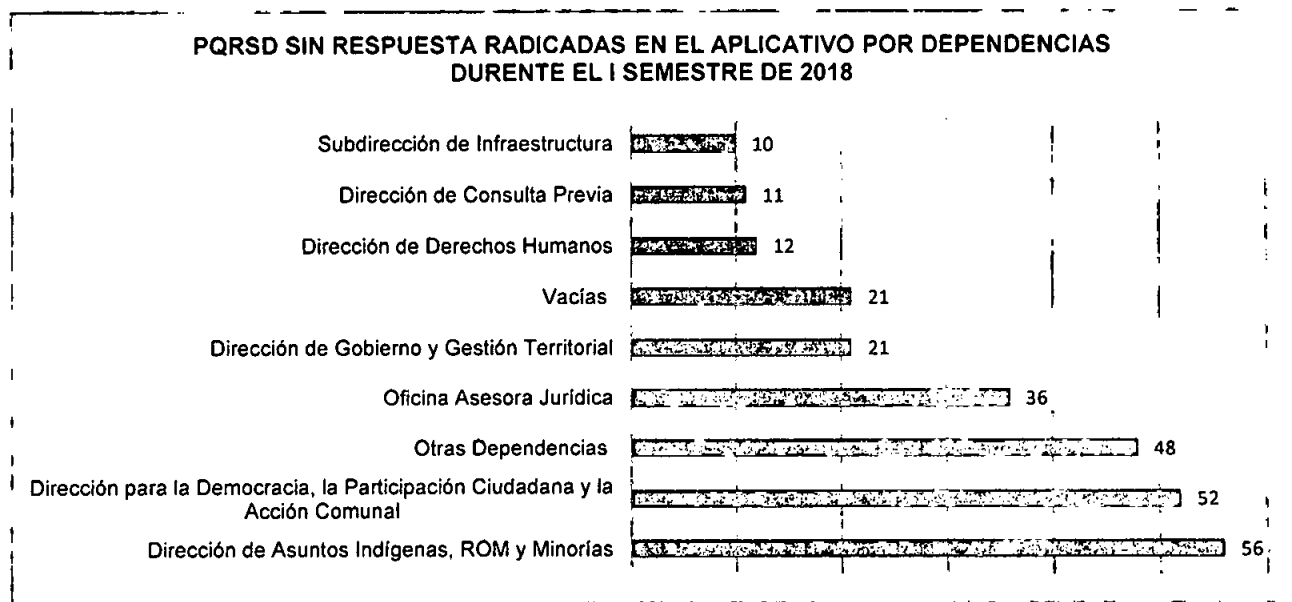 PQRSD SIN RESPUESTA RADICADAS EN EL APLICATIVO POR DEPENDENCIAS
DURENTE EL I SEMESTRE DE 2018
Subdirección de Infraestructura 10
Dirección de Consulta Previa 11
Dirección de Derechos Humanos 12
Vacías 21
Dirección de Gobierno y Gestión Territorial 21
Oficina Asesora Jurídica 36
Otras Dependencias 48
Dirección para la Democracia, la Participación Ciudadana y la
Acción Comunal 52
Dirección de Asuntos Indígenas, ROM y Minorías 56